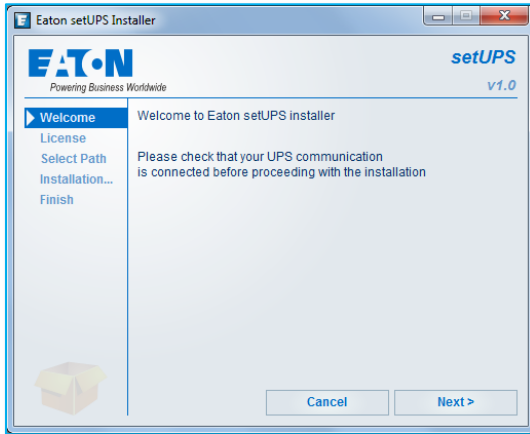 Eaton setUPS Installer
EATON
Powering Business Worldwide
setUPS
v1.0
Welcome
License
Select Path
Installation...
Finish
Welcome to Eaton setUPS installer
Please check that your UPS communication
is connected before proceeding with the installation
Cancel
Next >